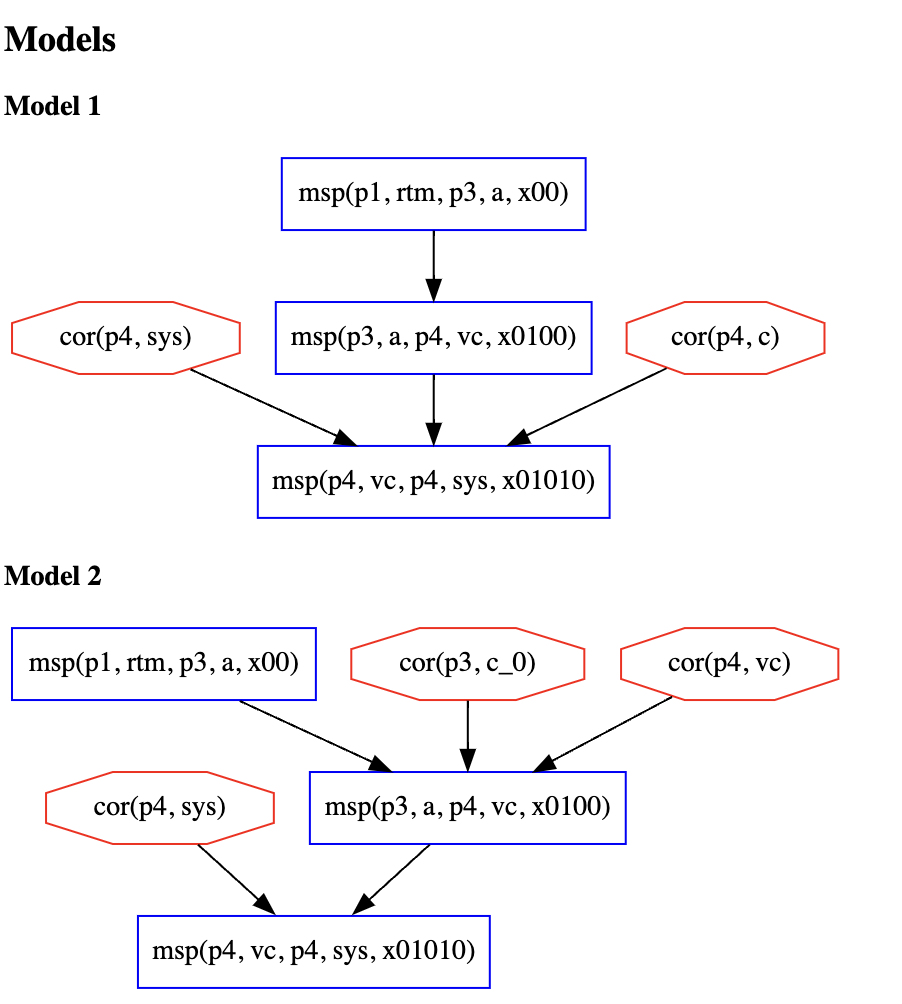 Models
Model 1
msp(p1, rtm, p3, a, x00)
cor(p4, sys)
msp(p3, a, p4, vc, x0100)
cor(p4, c)
msp(p4, vc, p4, sys, x01010)
Model 2
msp(p1, rtm, p3, a, x00)
cor(p3, c_0)
cor(p4, vc)
cor(p4, sys)
msp(p3, a, p4, vc, x0100)
msp(p4, vc, p4, sys, x01010)